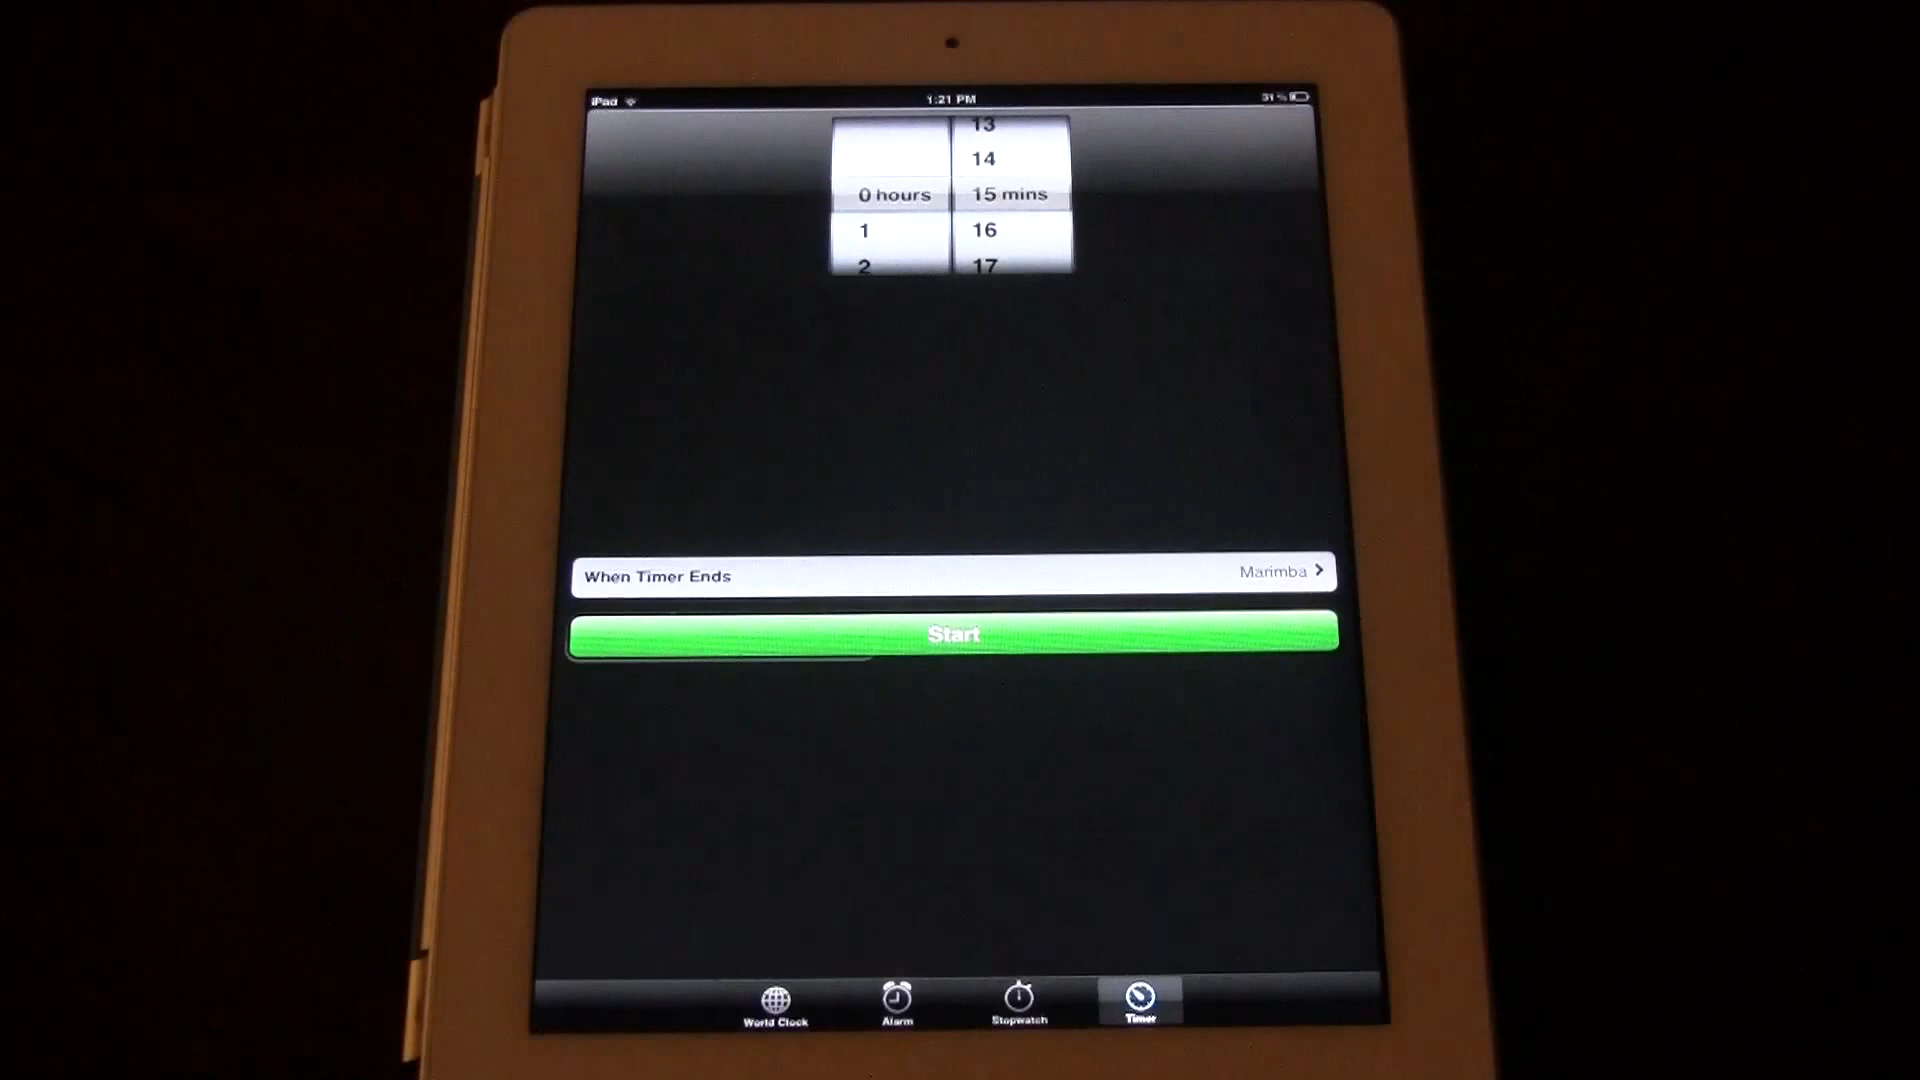 iPad 1:21 PM 31 %
13
14
0 hours 15 mins
1 16
2 17
When Timer Ends Marimba
Start
World Clock Alarm Stopwatch Timer